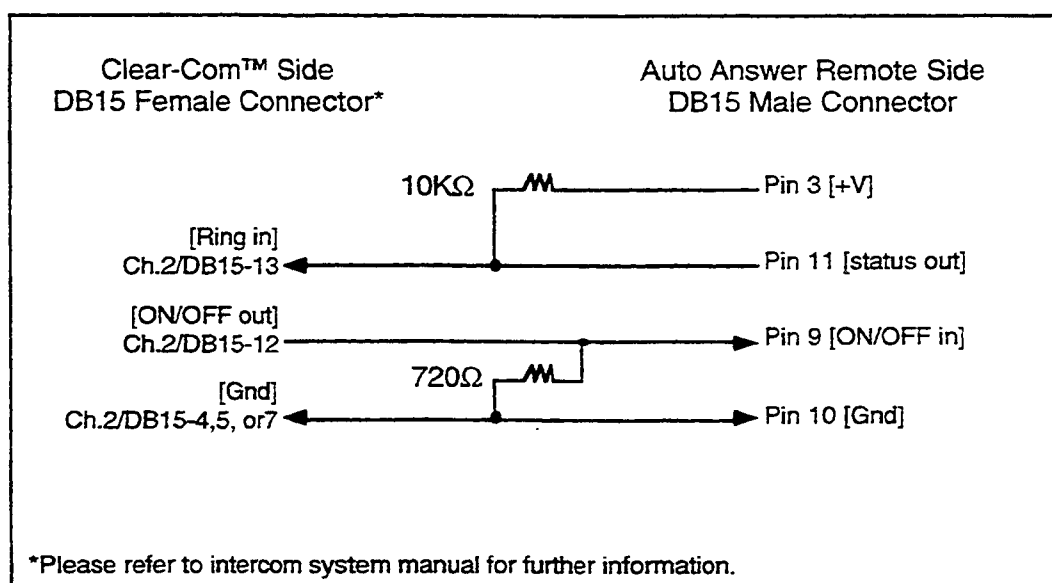 Clear-Com™ Side
DB15 Female Connector*
Auto Answer Remote Side
DB15 Male Connector
10KΩ
Pin 3 [+V]
[Ring in]
Ch.2/DB15-13
Pin 11 [status out]
[ON/OFF out]
Ch.2/DB15-12
Pin 9 [ON/OFF in]
720Ω
[Gnd]
Ch.2/DB15-4,5, or7
Pin 10 [Gnd]
*Please refer to intercom system manual for further information.